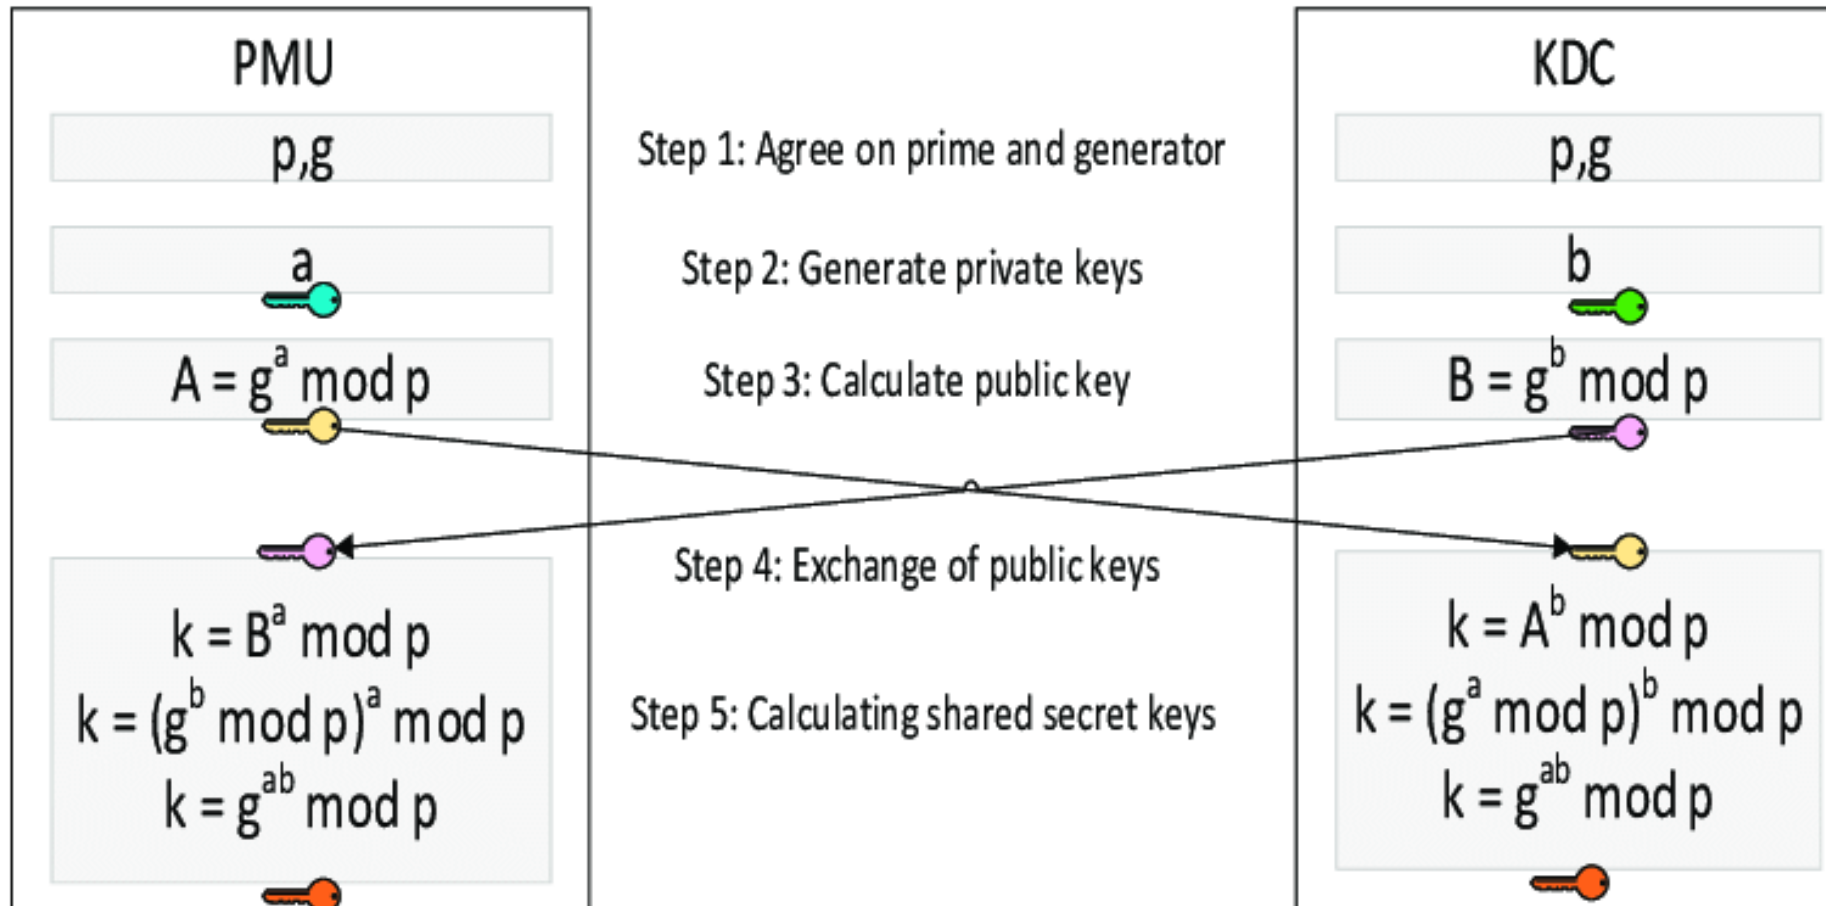 PMU
p,g
a
A = g^a mod p
k = B^a mod p
k = (g^b mod p)^a mod p
k = g^ab mod p
Step 1: Agree on prime and generator
Step 2: Generate private keys
Step 3: Calculate public key
Step 4: Exchange of public keys
Step 5: Calculating shared secret keys
KDC
p,g
b
B = g^b mod p
k = A^b mod p
k = (g^a mod p)^b mod p
k = g^ab mod p